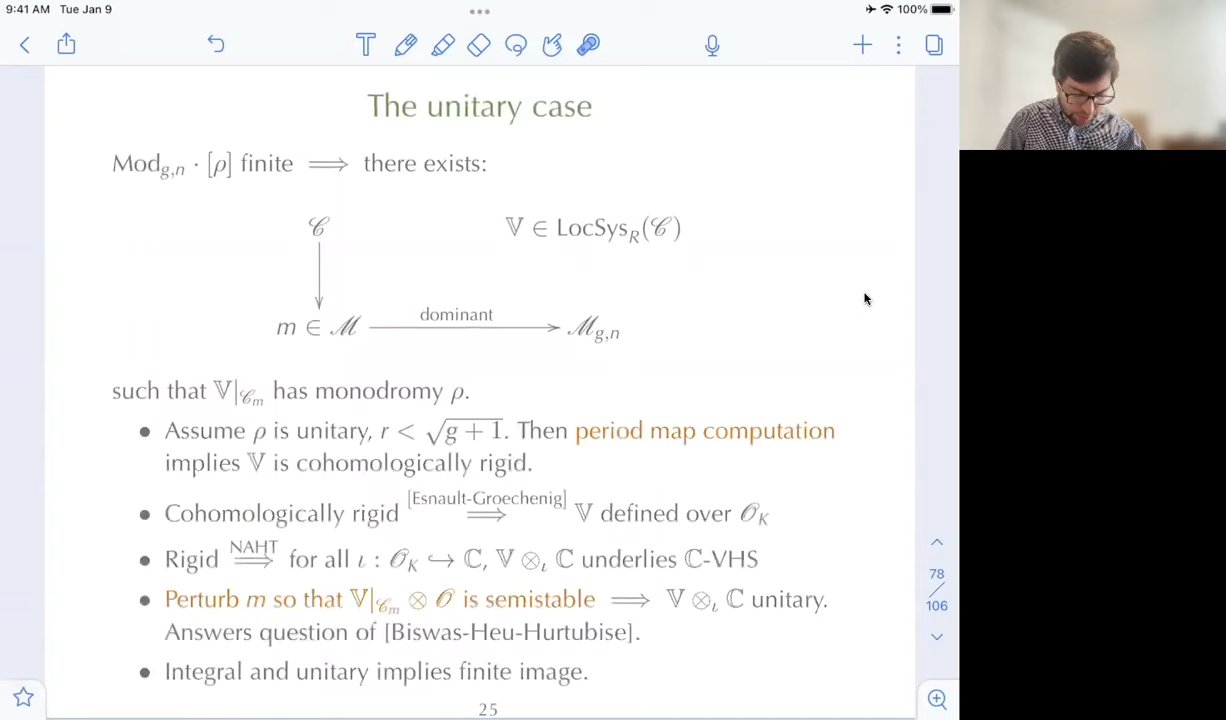 9:41 AM Tue Jan 9
100%
The unitary case
Mod_{g,n} · [ρ] finite ⟹ there exists:
𝒞
𝕍 ∈ LocSys_R(𝒞)
dominant
m ∈ ℳ ⟶ ℳ_{g,n}
such that 𝕍|_{𝒞_m} has monodromy ρ.
• Assume ρ is unitary, r < √(g + 1). Then period map computation
implies 𝕍 is cohomologically rigid.
[Esnault-Groechenig]
• Cohomologically rigid ⟹ 𝕍 defined over 𝒪_K
NAHT
• Rigid ⟹ for all ι : 𝒪_K ↪ ℂ, 𝕍 ⊗_ι ℂ underlies ℂ-VHS
• Perturb m so that 𝕍|_{𝒞_m} ⊗ 𝒪 is semistable ⟹ 𝕍 ⊗_ι ℂ unitary.
Answers question of [Biswas-Heu-Hurtubise].
• Integral and unitary implies finite image.
25
78
106